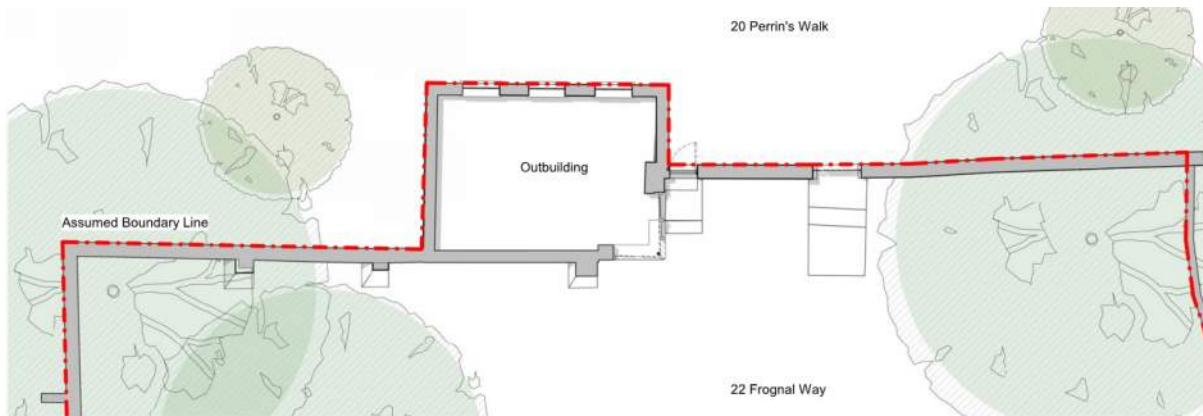 20 Perrin's Walk
Outbuilding
Assumed Boundary Line
22 Frognal Way